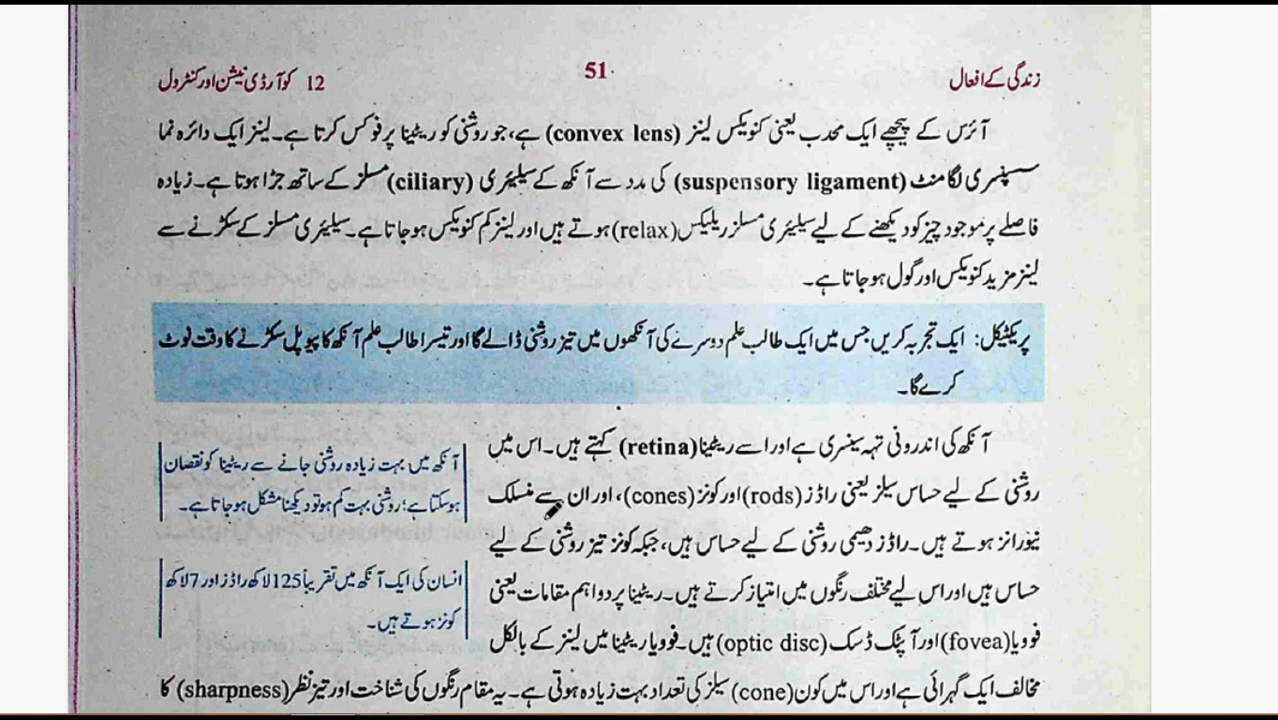 زندگی کے افعال
51
12 کوآرڈی نیشن اور کنٹرول
آئرس کے پیچھے ایک محدب یعنی کنویکس لینز (convex lens) ہے، جو روشنی کو ریٹینا پر فوکس کرتا ہے۔ لینز ایک دائرہ نما
سسپنسری لگامنٹ (suspensory ligament) کی مدد سے آنکھ کے سیلیئری (ciliary) مسلز کے ساتھ جڑا ہوتا ہے۔ زیادہ
فاصلے پر موجود چیز کو دیکھنے کے لیے سیلیئری مسلز ریلیکس (relax) ہوتے ہیں اور لینز کم کنویکس ہو جاتا ہے۔ سیلیئری مسلز کے سکڑنے سے
لینز مزید کنویکس اور گول ہو جاتا ہے۔
پریکٹیکل: ایک تجربہ کریں جس میں ایک طالب علم دوسرے کی آنکھوں میں تیز روشنی ڈالے گا اور تیسرا طالب علم آنکھ کا پیوپل سکڑنے کا وقت نوٹ
کرے گا۔
آنکھ کی اندرونی تہہ سینسری ہے اور اسے ریٹینا (retina) کہتے ہیں۔ اس میں
روشنی کے لیے حساس سیلز یعنی راڈز (rods) اور کونز (cones)، اور ان سے منسلک
نیورانز ہوتے ہیں۔ راڈز دھیمی روشنی کے لیے حساس ہیں، جبکہ کونز تیز روشنی کے لیے
حساس ہیں اور اس لیے مختلف رنگوں میں امتیاز کرتے ہیں۔ ریٹینا پر دو اہم مقامات یعنی
فوویا (fovea) اور آپٹک ڈسک (optic disc) ہیں۔ فوویا ریٹینا میں لینز کے بالکل
مخالف ایک گہرائی ہے اور اس میں کون (cone) سیلز کی تعداد بہت زیادہ ہوتی ہے۔ یہ مقام رنگوں کی شناخت اور تیز نظر (sharpness) کا
آنکھ میں بہت زیادہ روشنی جانے سے ریٹینا کو نقصان
ہو سکتا ہے؛ روشنی بہت کم ہو تو دیکھنا مشکل ہو جاتا ہے۔
انسان کی ایک آنکھ میں تقریباً 125 لاکھ راڈز اور 7 لاکھ
کونز ہوتے ہیں۔